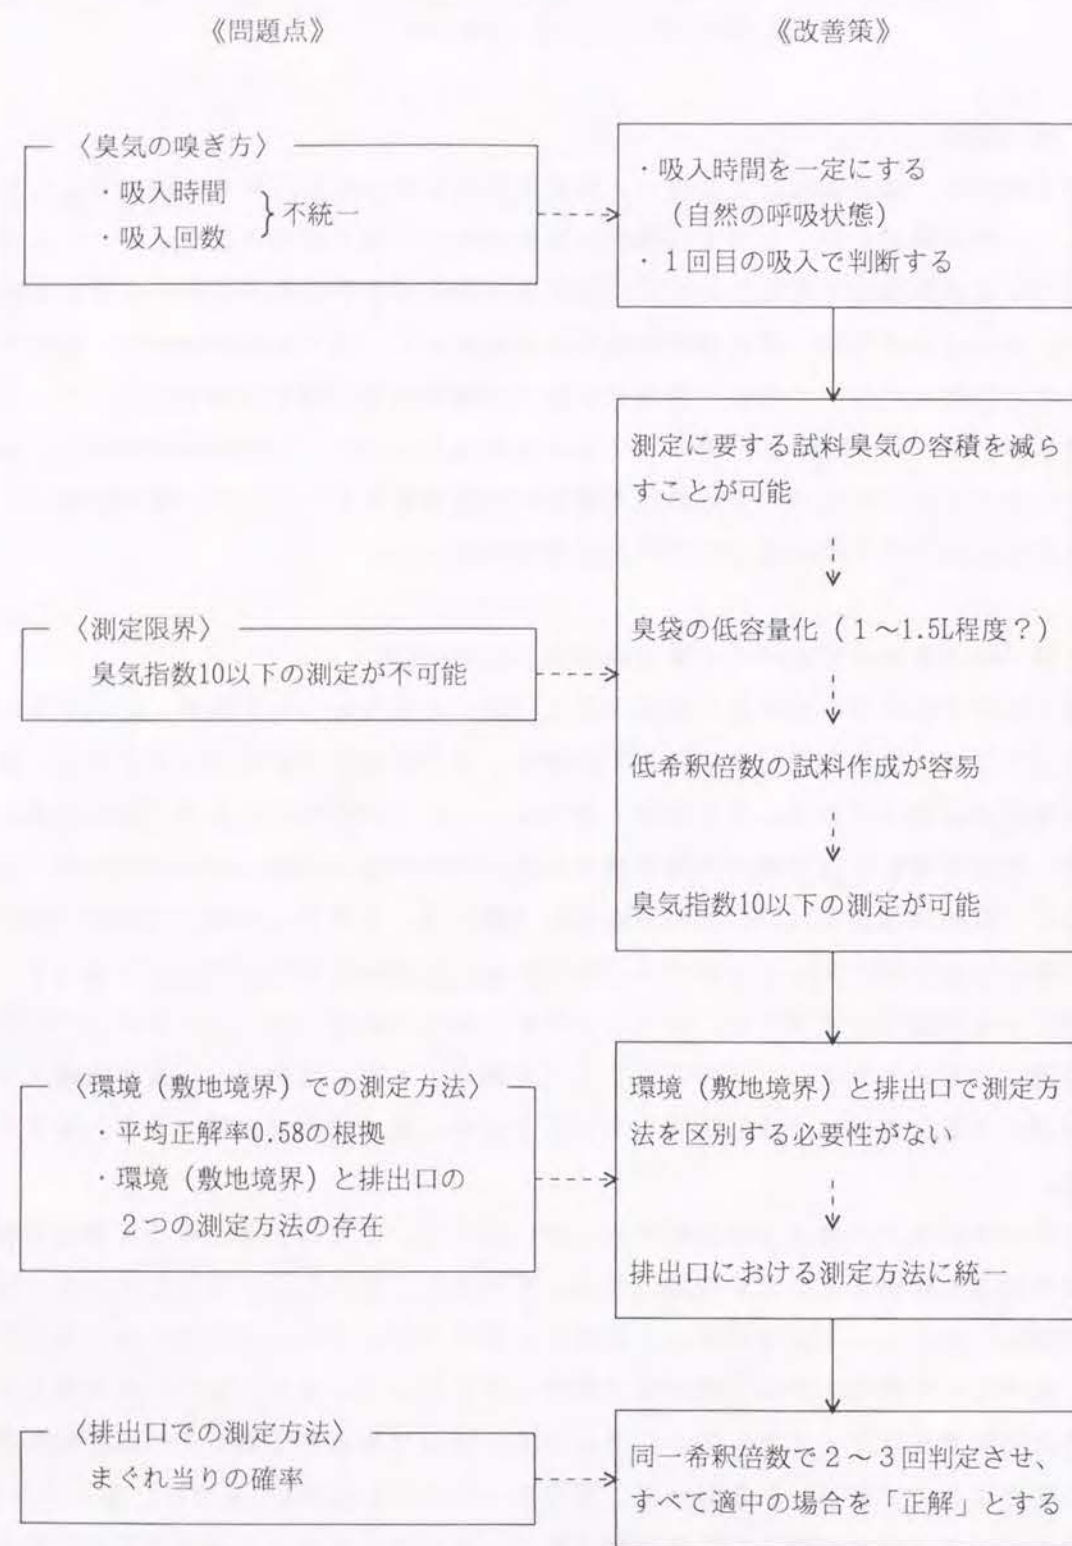 《問題点》
《改善策》
〈臭気の嗅ぎ方〉
・吸入時間
・吸入回数
}不統一
・吸入時間を一定にする
(自然の呼吸状態)
・1回目の吸入で判断する
測定に要する試料臭気の容積を減ら
すことが可能
〈測定限界〉
臭気指数10以下の測定が不可能
臭袋の低容量化(1～1.5L程度?)
低希釈倍数の試料作成が容易
臭気指数10以下の測定が可能
〈環境(敷地境界)での測定方法〉
・平均正解率0.58の根拠
・環境(敷地境界)と排出口の
2つの測定方法の存在
環境(敷地境界)と排出口で測定方
法を区別する必要性がない
排出口における測定方法に統一
〈排出口での測定方法〉
まぐれ当りの確率
同一希釈倍数で2～3回判定させ、
すべて適中の場合を「正解」とする